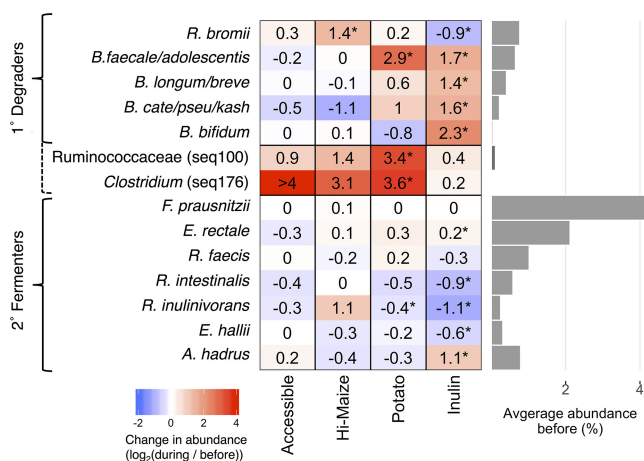 1° Degraders
R. bromii 0.3 1.4* 0.2 -0.9*
B.faecale/adolescentis -0.2 0 2.9* 1.7*
B. longum/breve 0 -0.1 0.6 1.4*
B. cate/pseu/kash -0.5 -1.1 1 1.6*
B. bifidum 0 0.1 -0.8 2.3*
Ruminococcaceae (seq100) 0.9 1.4 3.4* 0.4
Clostridium (seq176) >4 3.1 3.6* 0.2
2° Fermenters
F. prausnitzii 0 0.1 0 0
E. rectale -0.3 0.1 0.3 0.2*
R. faecis 0 -0.2 0.2 -0.3
R. intestinalis -0.4 0 -0.5 -0.9*
R. inulinivorans -0.3 1.1 -0.4* -1.1*
E. hallii 0 -0.3 -0.2 -0.6*
A. hadrus 0.2 -0.4 -0.3 1.1*
Accessible
Hi-Maize
Potato
Inulin
-2 0 2 4
Change in abundance
(log2(during / before))
2 4
Avgerage abundance
before (%)